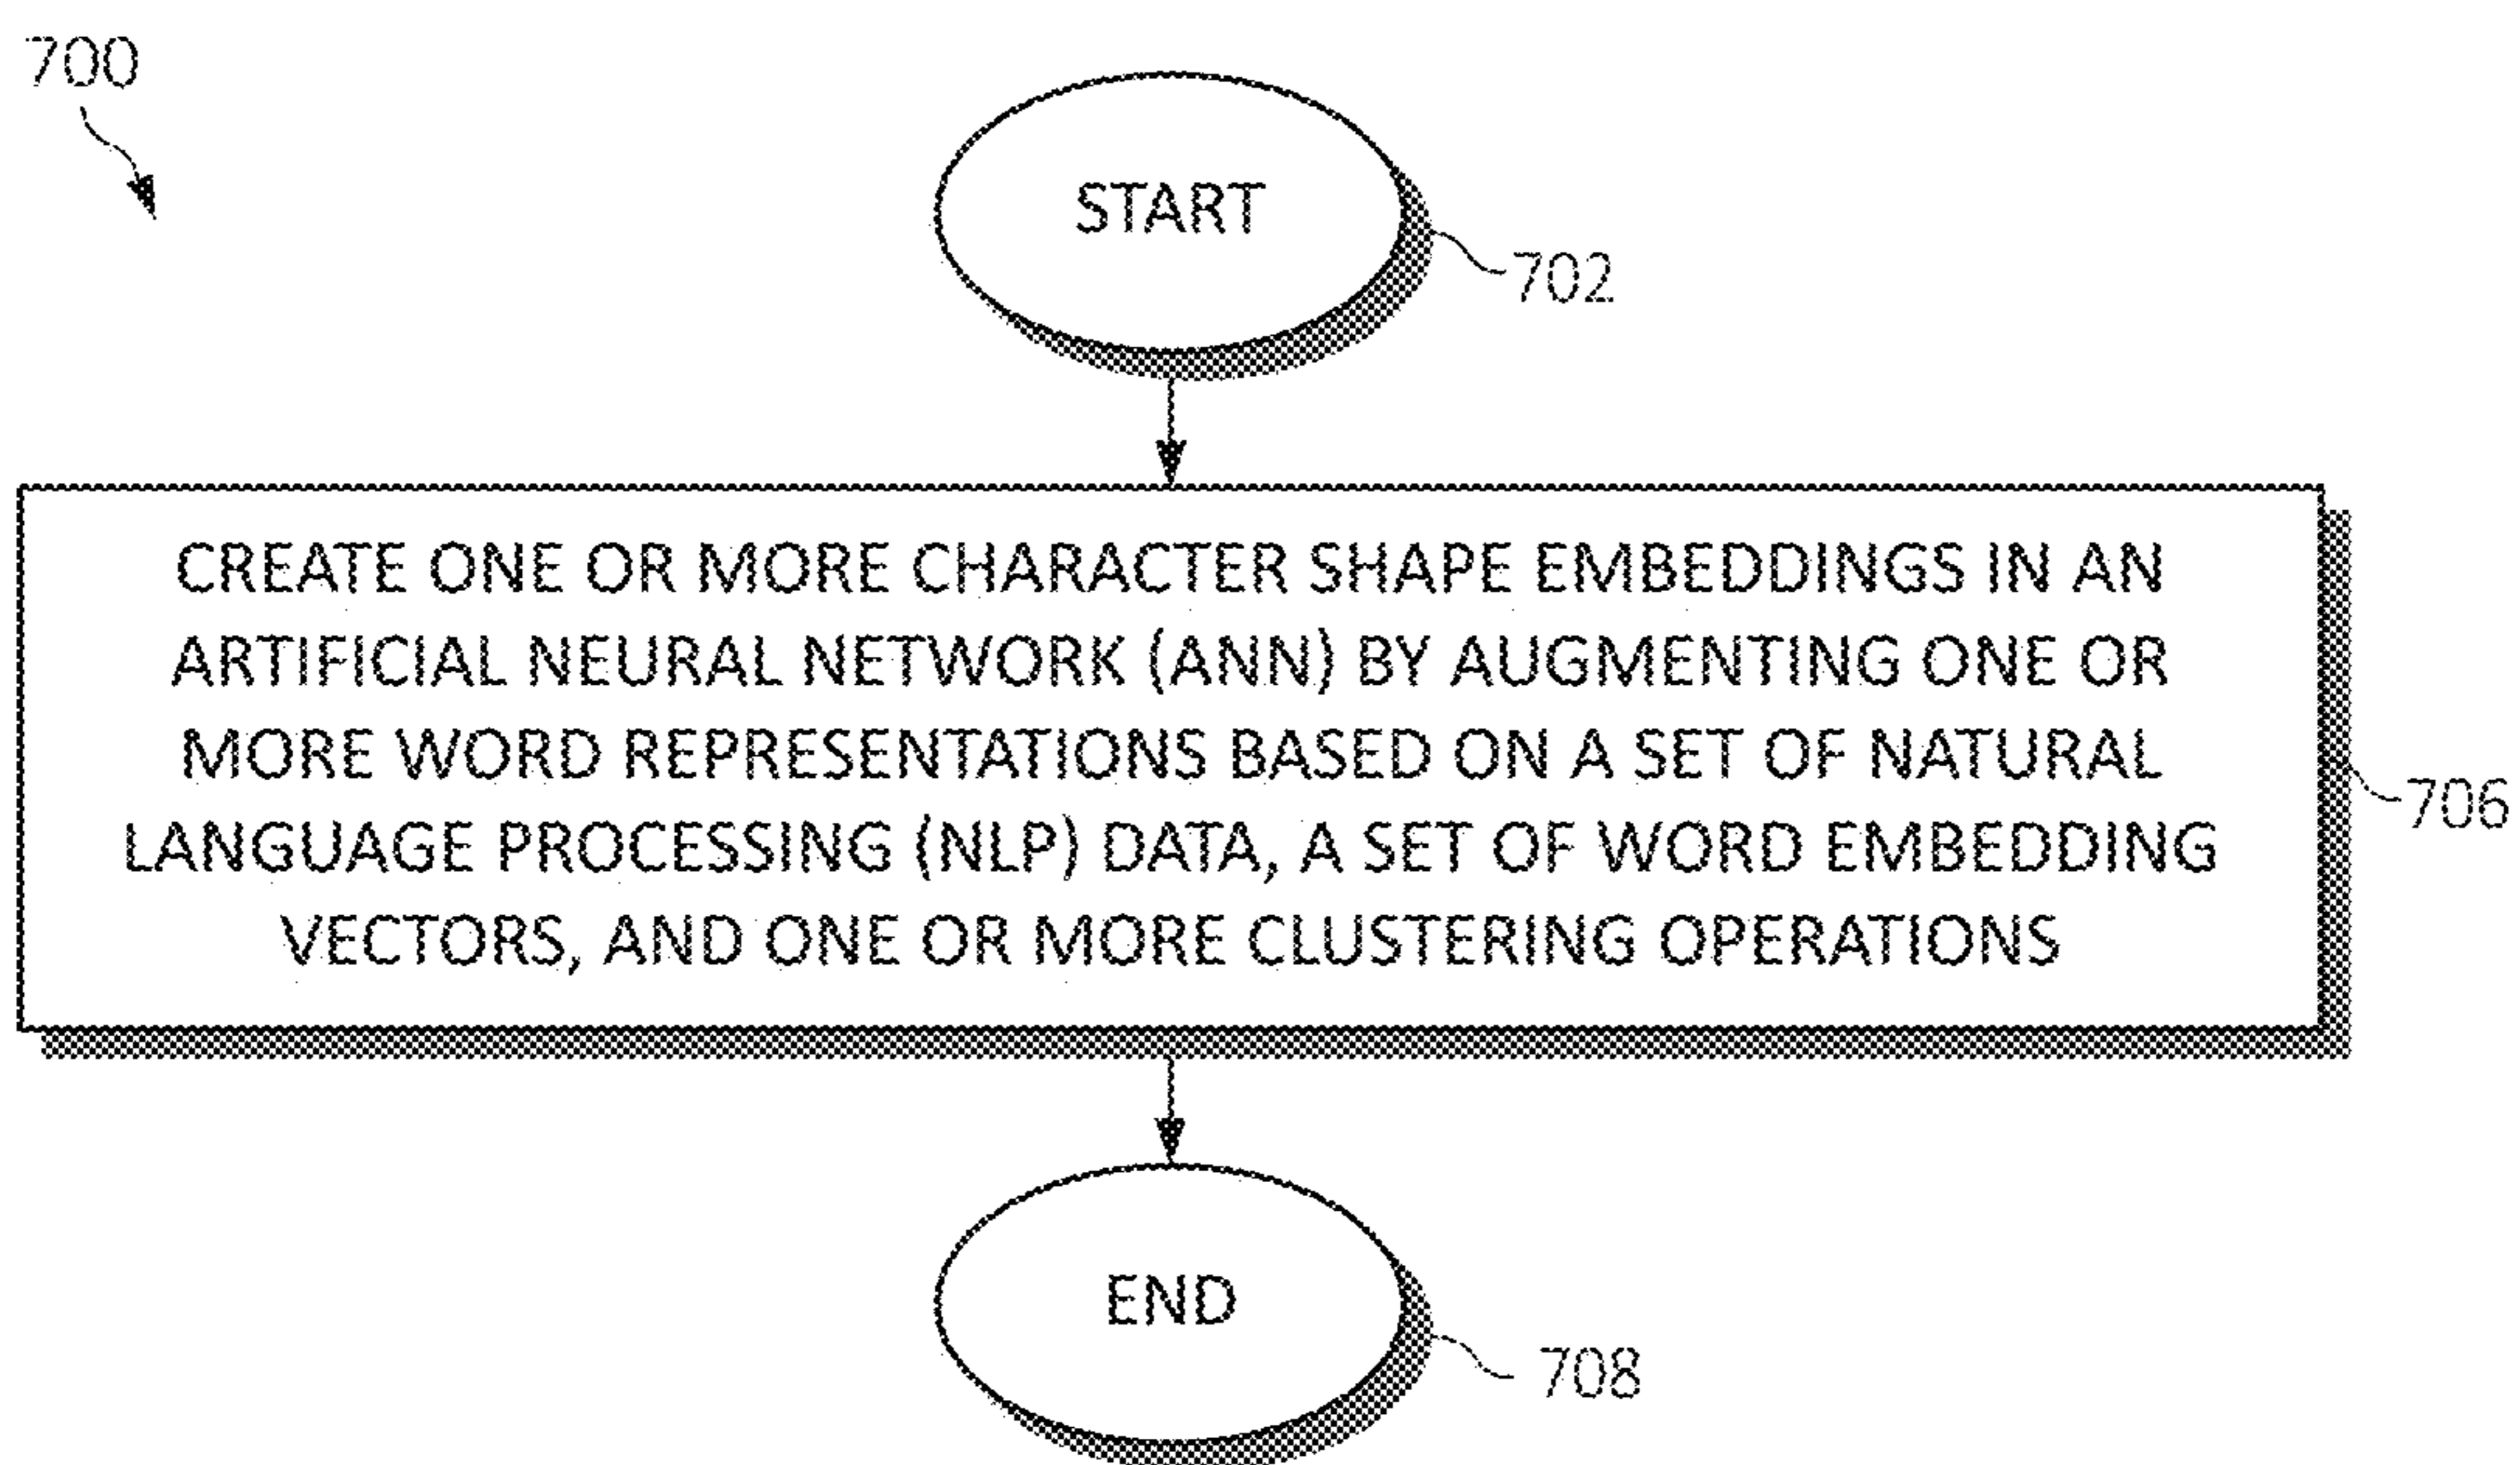 700
START
702
CREATE ONE OR MORE CHARACTER SHAPE EMBEDDINGS IN AN
ARTIFICIAL NEURAL NETWORK (ANN) BY AUGMENTING ONE OR
MORE WORD REPRESENTATIONS BASED ON A SET OF NATURAL
LANGUAGE PROCESSING (NLP) DATA, A SET OF WORD EMBEDDING
VECTORS, AND ONE OR MORE CLUSTERING OPERATIONS
706
END
708